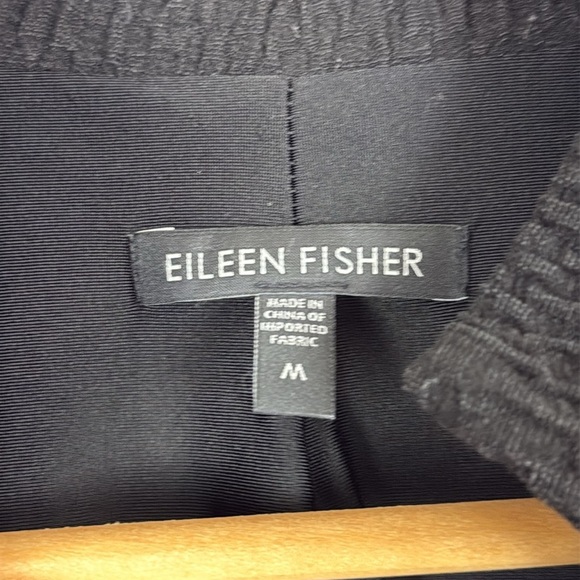 EILEEN FISHER
MADE IN
CHINA OF
IMPORTED
FABRIC
M